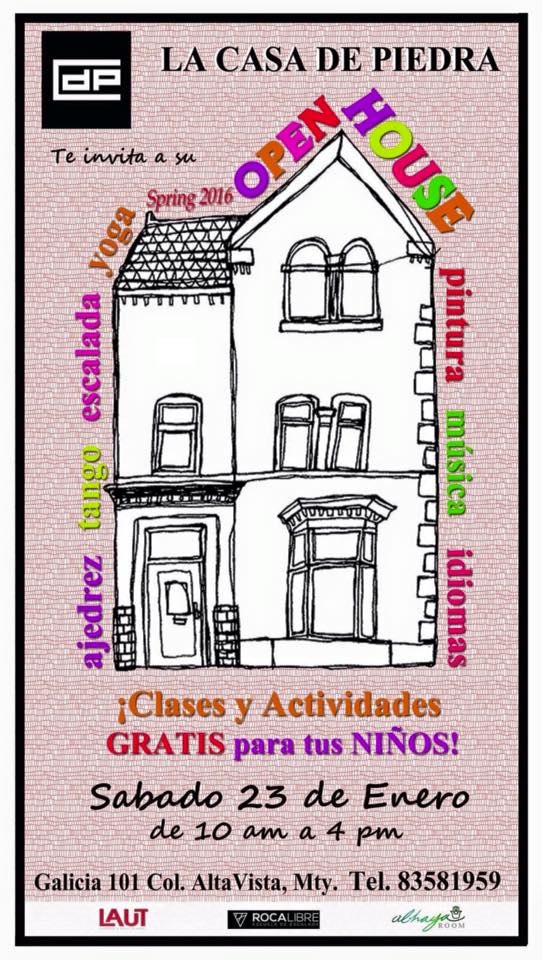 CDP
LA CASA DE PIEDRA
Te invita a su
Spring 2016
OPEN HOUSE
yoga
escalada
tango
ajedrez
pintura
música
idiomas
¡Clases y Actividades
GRATIS para tus NIÑOS!
Sabado 23 de Enero
de 10 am a 4 pm
Galicia 101 Col. AltaVista, Mty. Tel. 83581959
LAUT
ROCALIBRE
ESCUELA DE ESCALADA
abhaya
ROOM